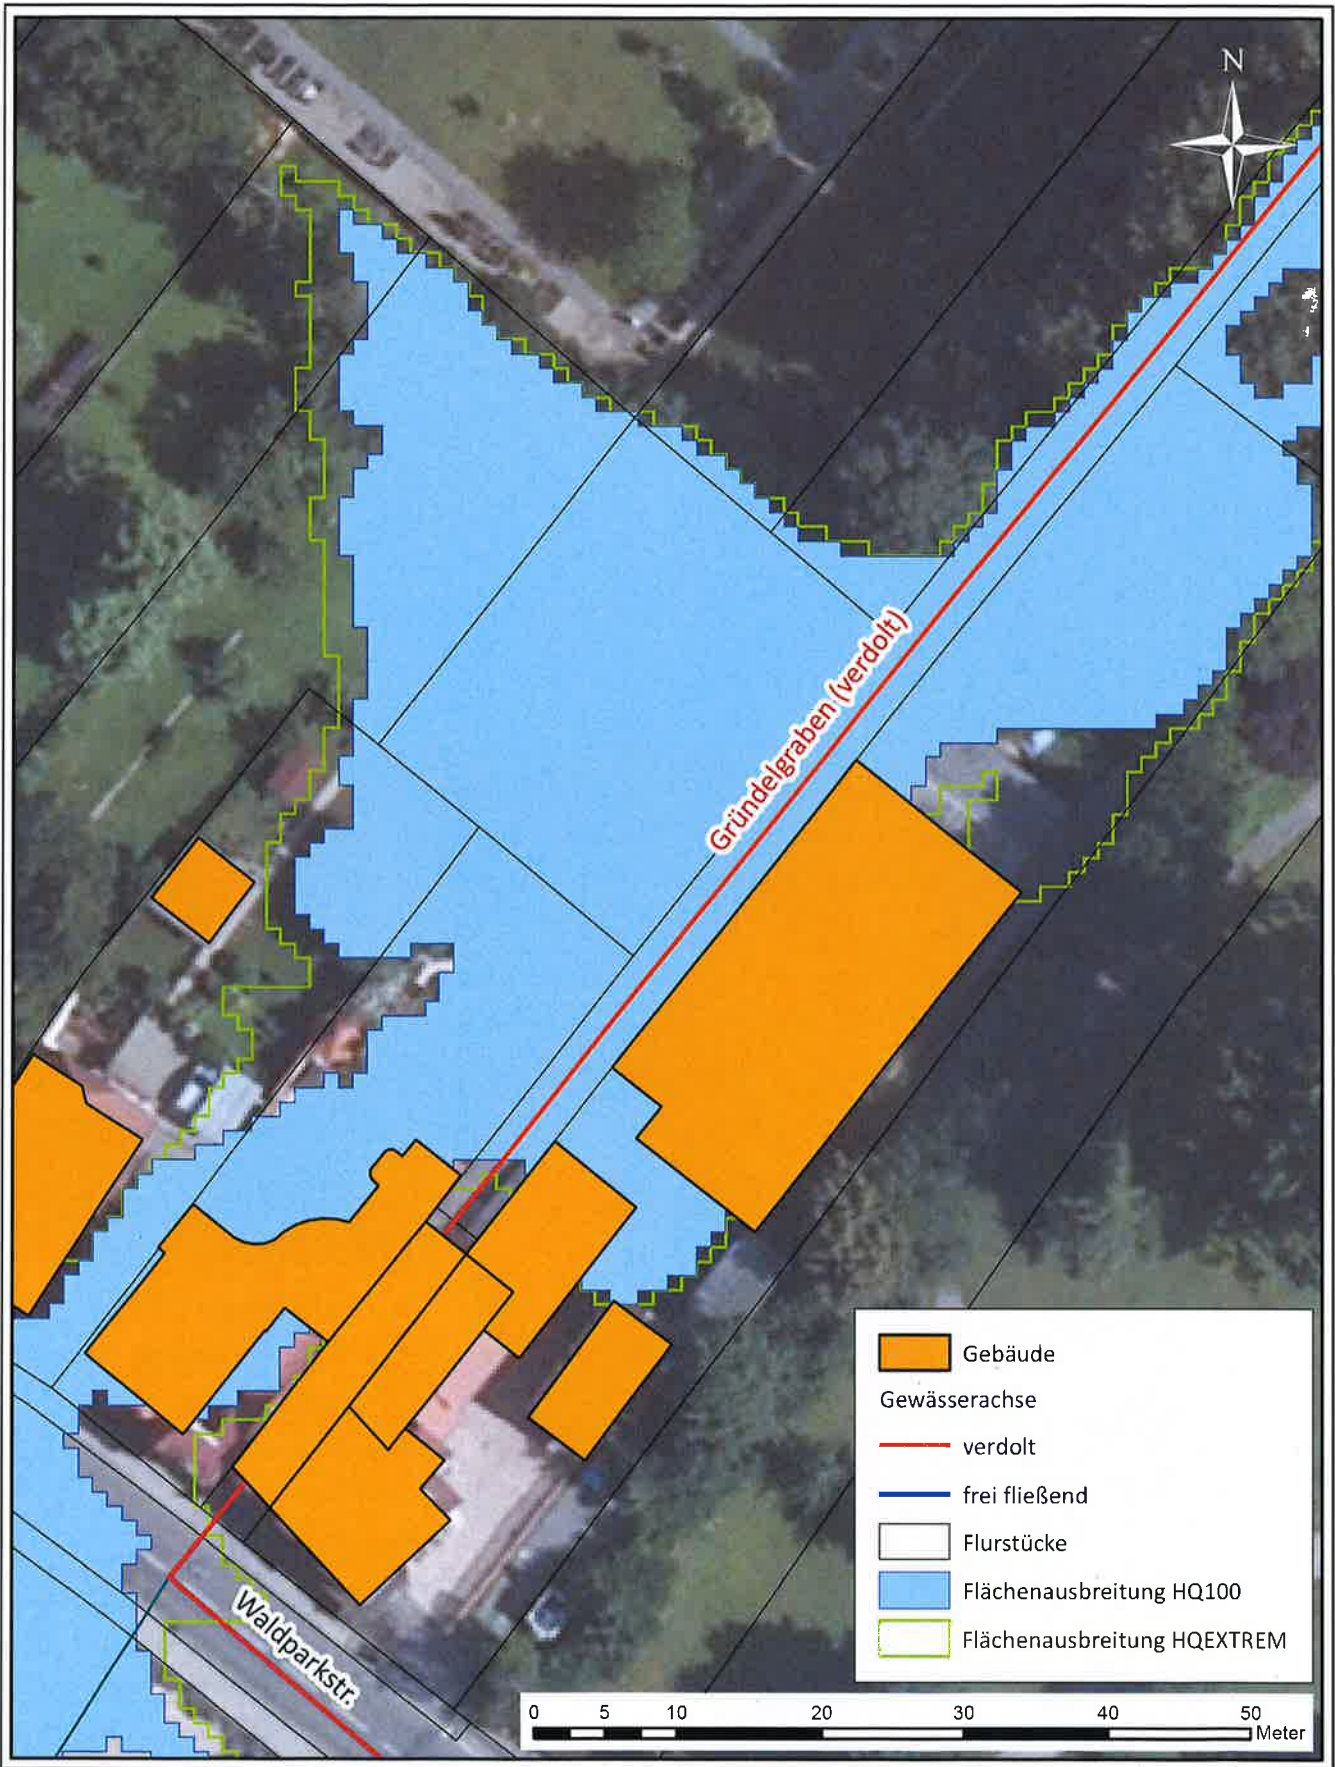 N
Gründelgraben (verdolt)
Gebäude
Gewässerachse
verdolt
frei fließend
Flurstücke
Flächenausbreitung HQ100
Flächenausbreitung HQEXTREM
Waldparkstr.
0 5 10 20 30 40 50
Meter